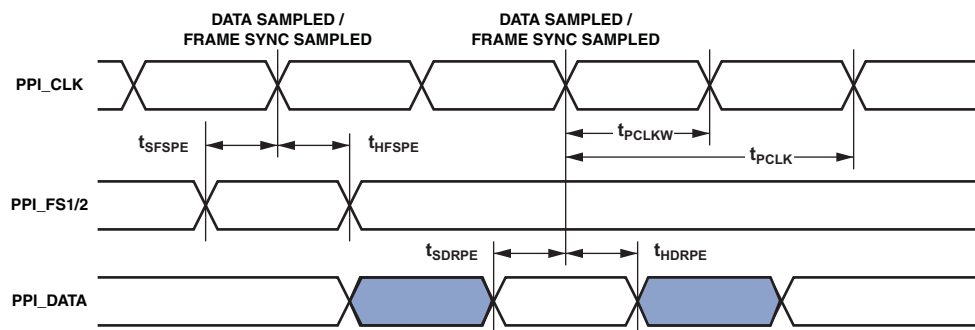 DATA SAMPLED /
FRAME SYNC SAMPLED
DATA SAMPLED /
FRAME SYNC SAMPLED
PPI_CLK
tPCLKW
tSFSPE
tHFSPE
tPCLK
PPI_FS1/2
tSDRPE
tHDRPE
PPI_DATA